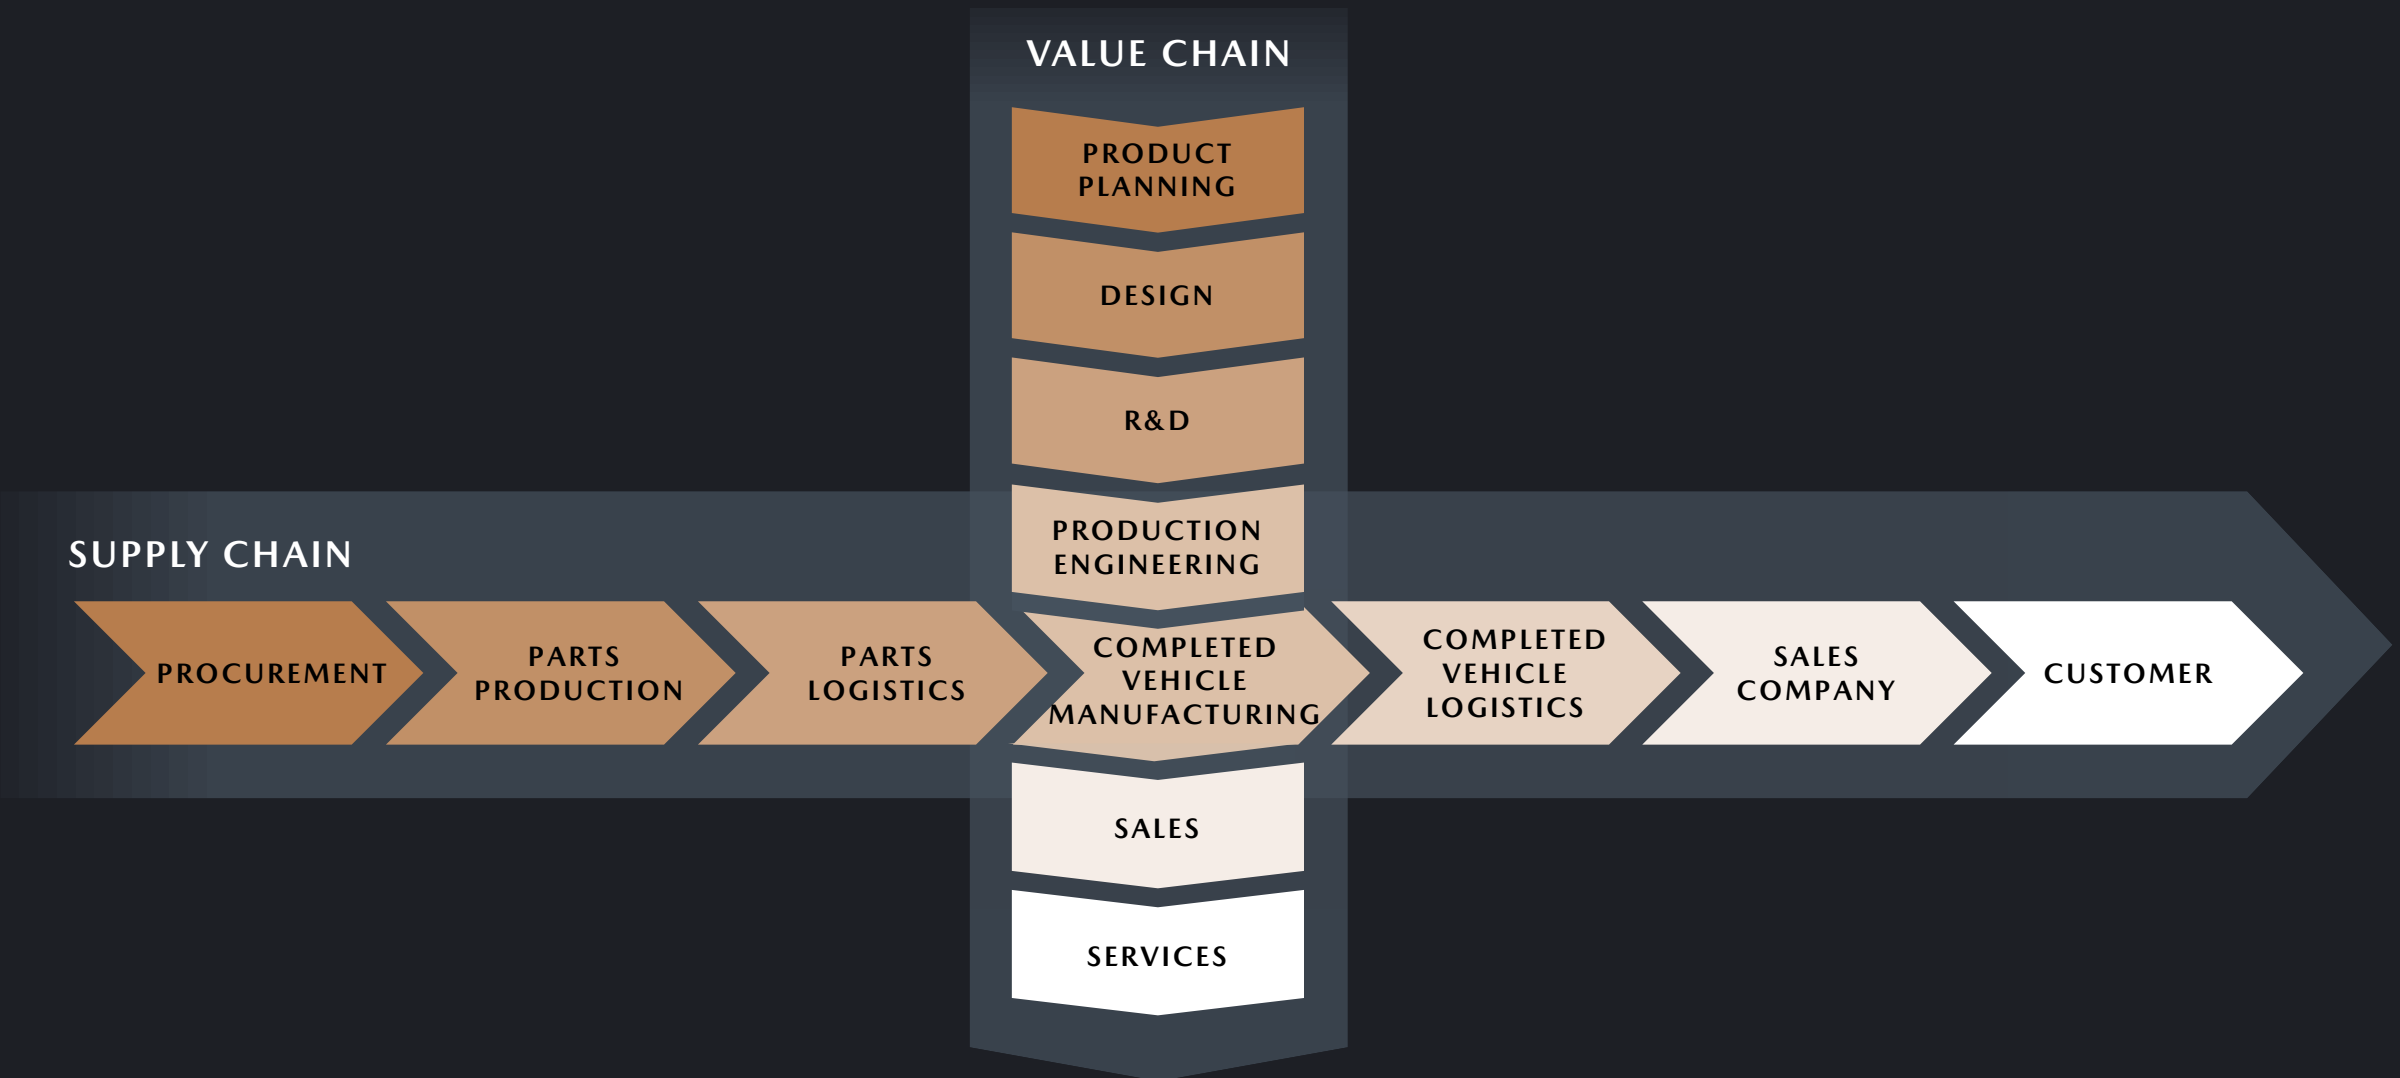 VALUE CHAIN
PRODUCT
PLANNING
DESIGN
R&D
PRODUCTION
ENGINEERING
SUPPLY CHAIN
PROCUREMENT
PARTS
PRODUCTION
PARTS
LOGISTICS
COMPLETED
VEHICLE
MANUFACTURING
COMPLETED
VEHICLE
LOGISTICS
SALES
COMPANY
CUSTOMER
SALES
SERVICES